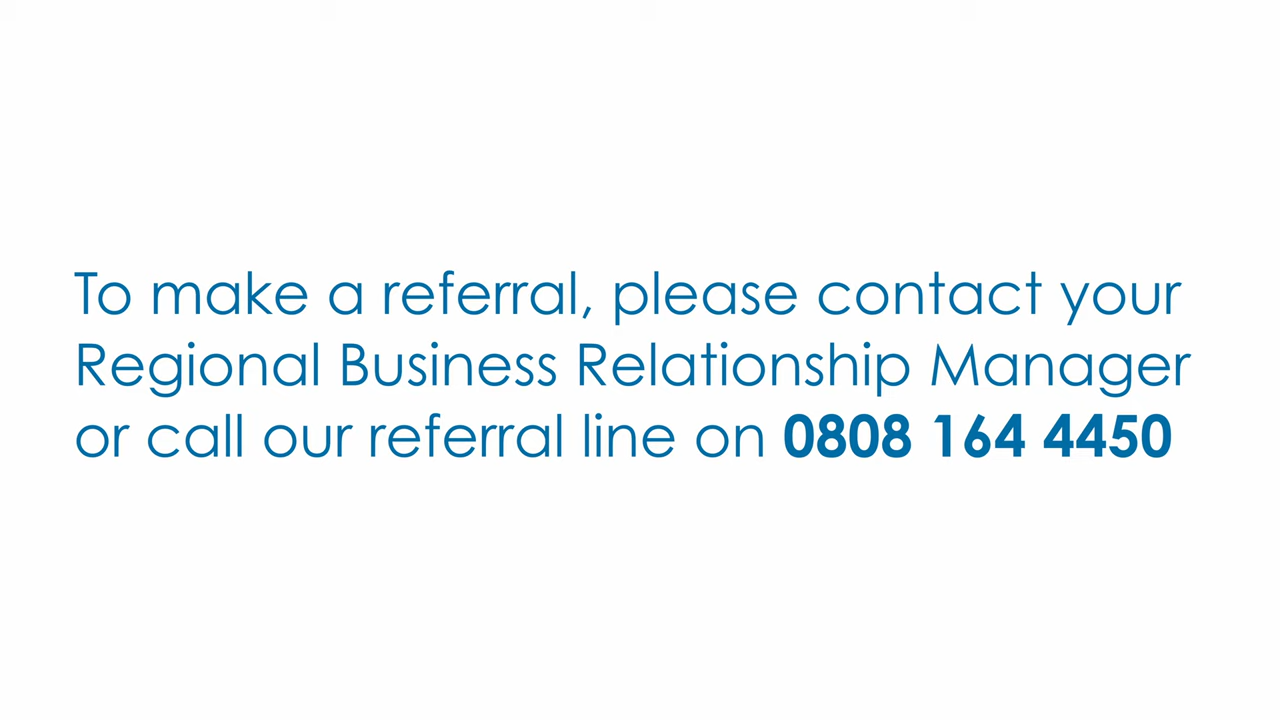 To make a referral, please contact your
Regional Business Relationship Manager
or call our referral line on 0808 164 4450